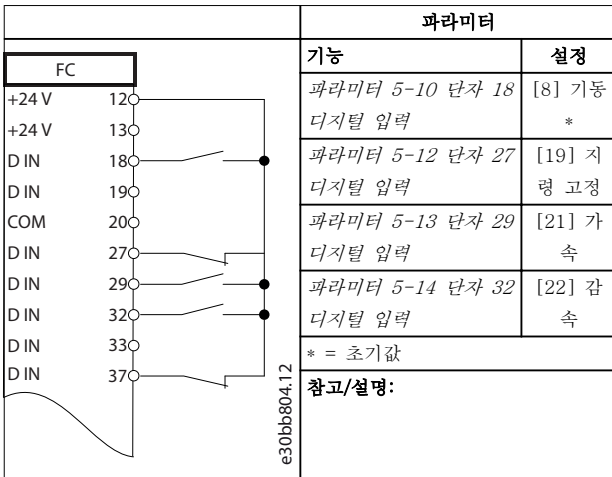 파라미터
기능 설정
FC
+24 V 12
+24 V 13
D IN 18
D IN 19
COM 20
D IN 27
D IN 29
D IN 32
D IN 33
D IN 37
e30bb804.12
파라미터 5-10 단자 18
디지털 입력
[8] 기동
*
파라미터 5-12 단자 27
디지털 입력
[19] 지
령 고정
파라미터 5-13 단자 29
디지털 입력
[21] 가
속
파라미터 5-14 단자 32
디지털 입력
[22] 감
속
* = 초기값
참고/설명: